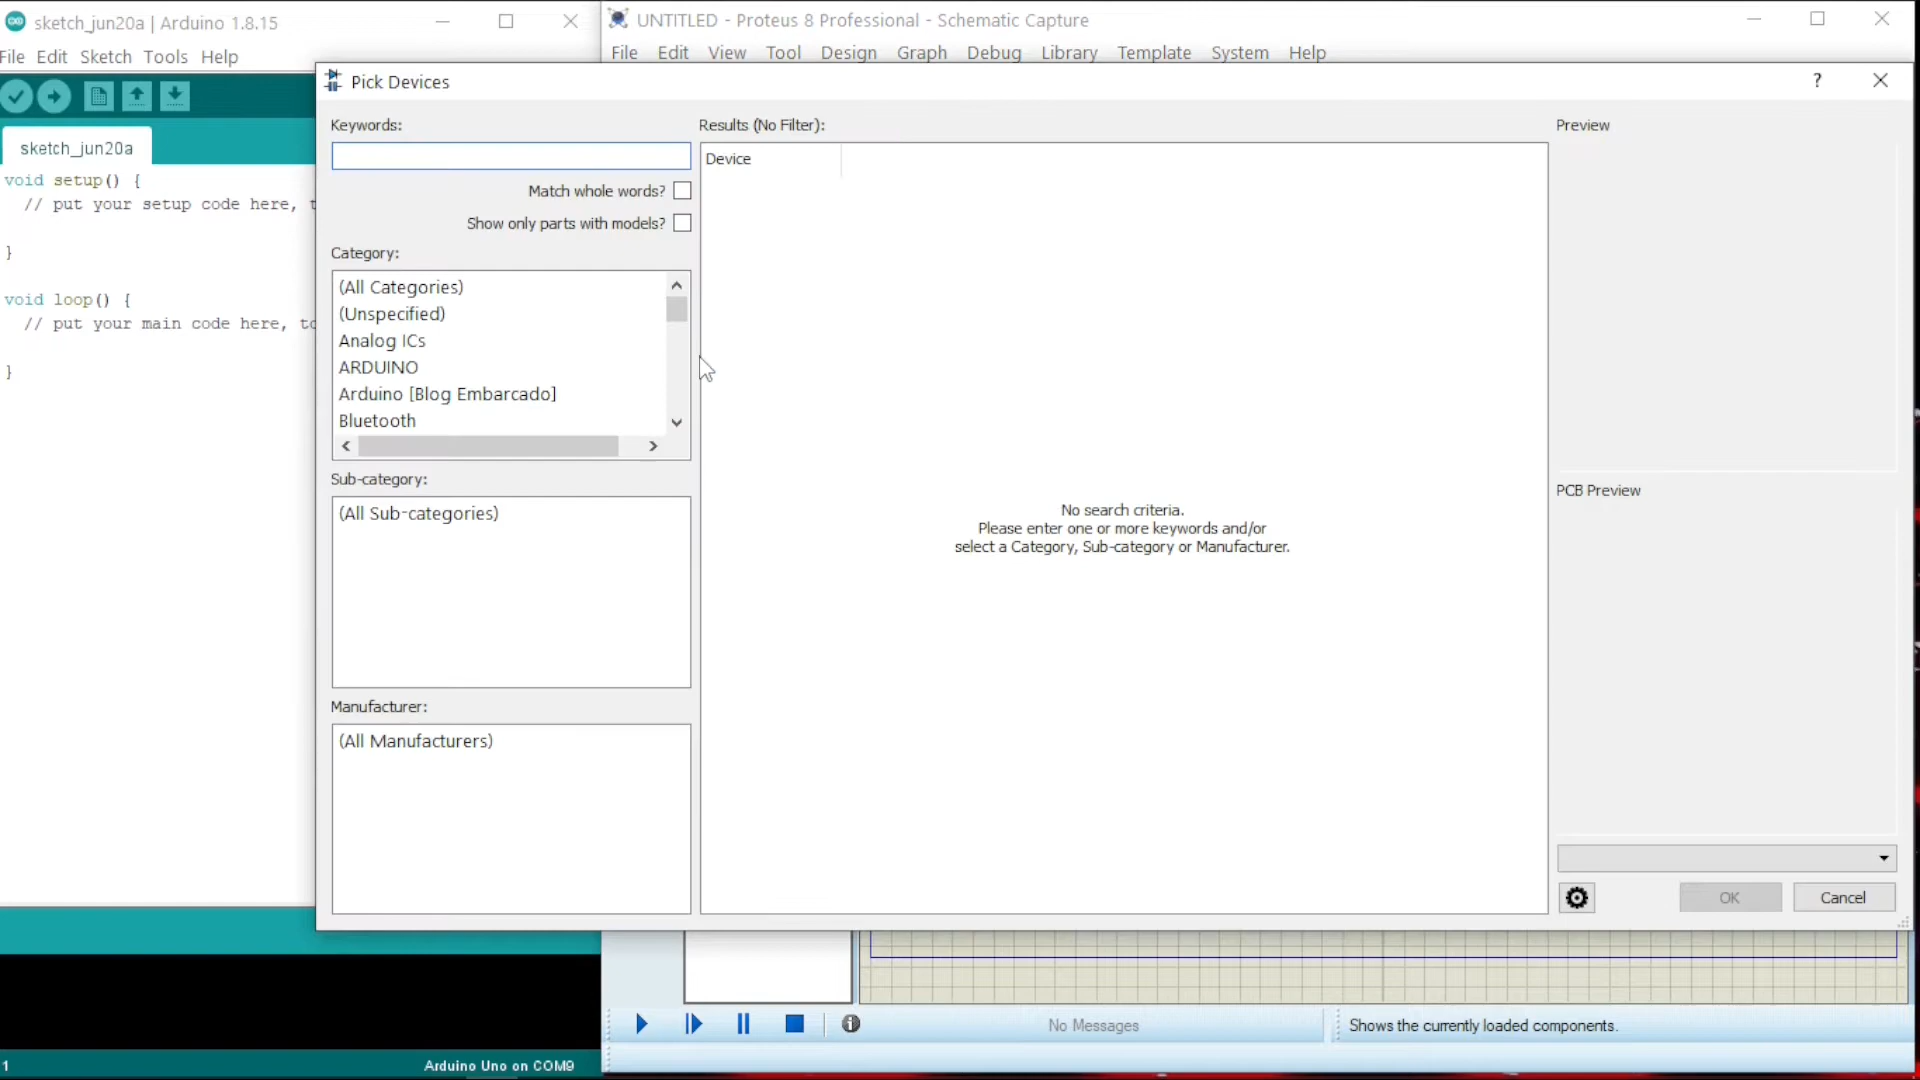 sketch_jun20a | Arduino 1.8.15
File Edit Sketch Tools Help
sketch_jun20a
void setup() {
// put your setup code here, t
}
void loop() {
// put your main code here, to
}
1
Arduino Uno on COM9
UNTITLED - Proteus 8 Professional - Schematic Capture
File Edit View Tool Design Graph Debug Library Template System Help
Pick Devices
?
Keywords:
Match whole words?
Show only parts with models?
Category:
(All Categories)
(Unspecified)
Analog ICs
ARDUINO
Arduino [Blog Embarcado]
Bluetooth
Sub-category:
(All Sub-categories)
Manufacturer:
(All Manufacturers)
Results (No Filter):
Device
No search criteria.
Please enter one or more keywords and/or
select a Category, Sub-category or Manufacturer.
Preview
PCB Preview
OK
Cancel
No Messages
Shows the currently loaded components.